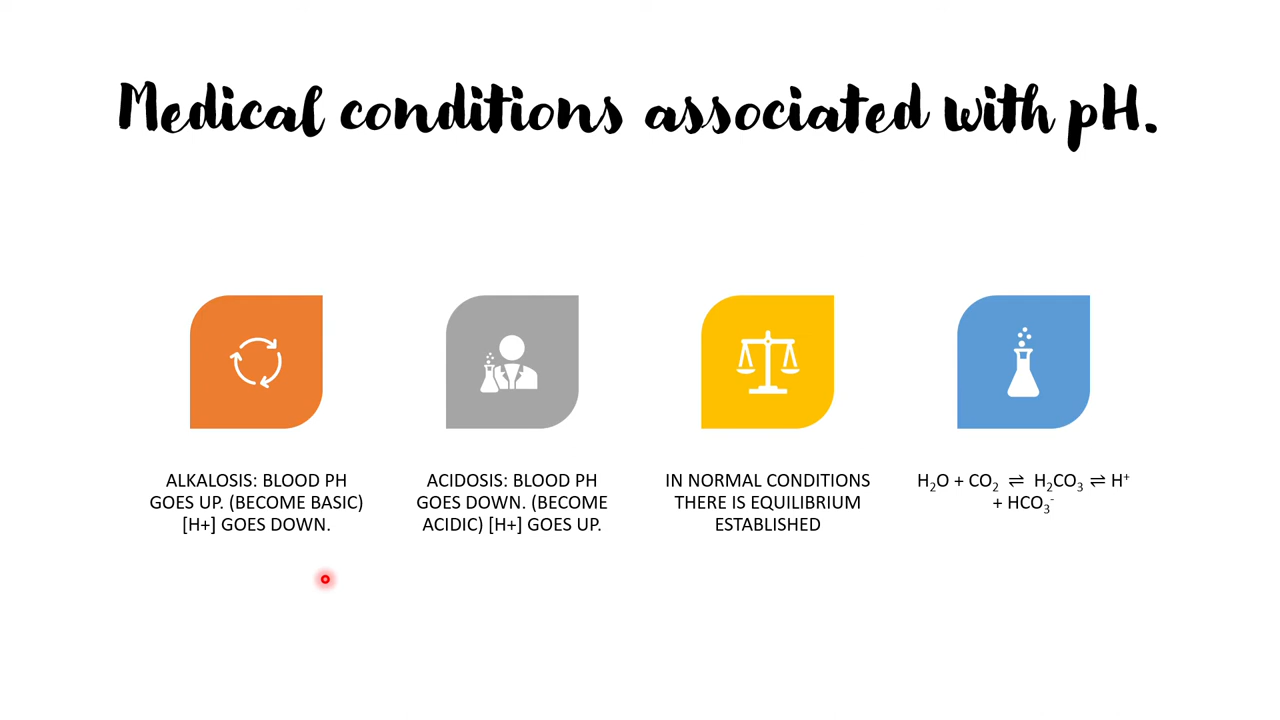 Medical conditions associated with pH.
ALKALOSIS: BLOOD PH
GOES UP. (BECOME BASIC)
[H+] GOES DOWN.
ACIDOSIS: BLOOD PH
GOES DOWN. (BECOME
ACIDIC) [H+] GOES UP.
IN NORMAL CONDITIONS
THERE IS EQUILIBRIUM
ESTABLISHED
H₂O + CO₂ ⇌ H₂CO₃ ⇌ H⁺
+ HCO₃⁻